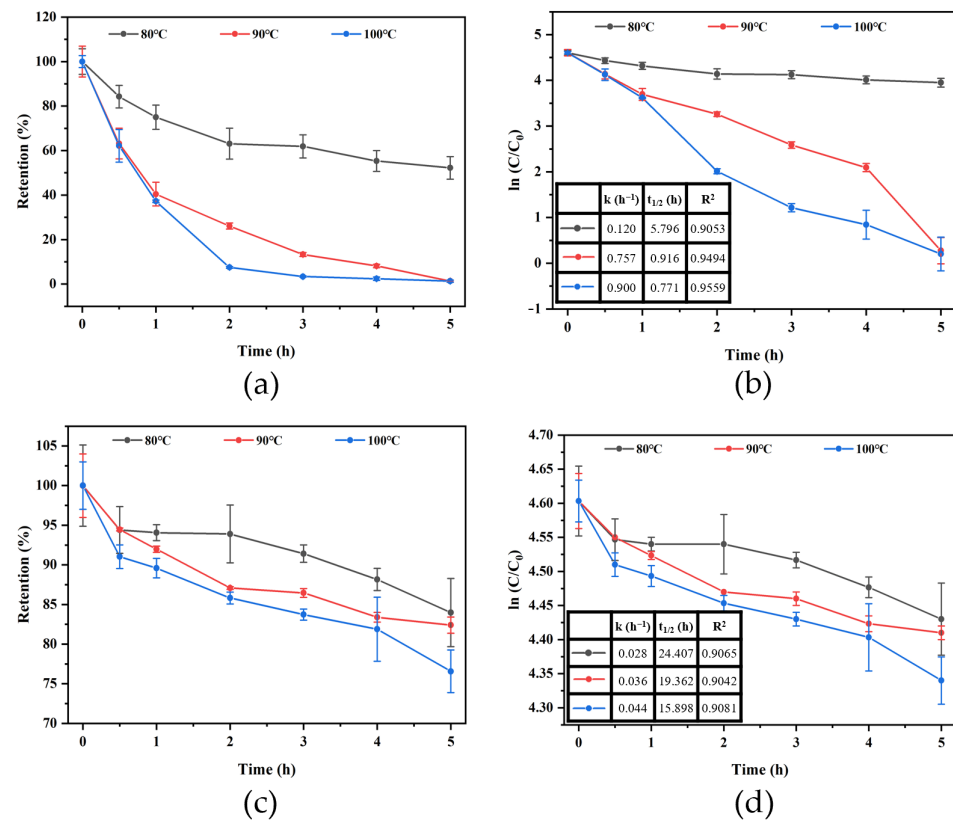 80℃ 90℃ 100℃
Retention (%)
120
100
80
60
40
20
0
0 1 2 3 4 5
Time (h)
(a)
80℃ 90℃ 100℃
ln (C/C₀)
5
4
3
2
1
0
−1
k (h⁻¹) t₁/₂ (h) R²
0.120 5.796 0.9053
0.757 0.916 0.9494
0.900 0.771 0.9559
0 1 2 3 4 5
Time (h)
(b)
80℃ 90℃ 100℃
Retention (%)
105
100
95
90
85
80
75
70
0 1 2 3 4 5
Time (h)
(c)
80℃ 90℃ 100℃
ln (C/C₀)
4.70
4.65
4.60
4.55
4.50
4.45
4.40
4.35
4.30
k (h⁻¹) t₁/₂ (h) R²
0.028 24.407 0.9065
0.036 19.362 0.9042
0.044 15.898 0.9081
0 1 2 3 4 5
Time (h)
(d)